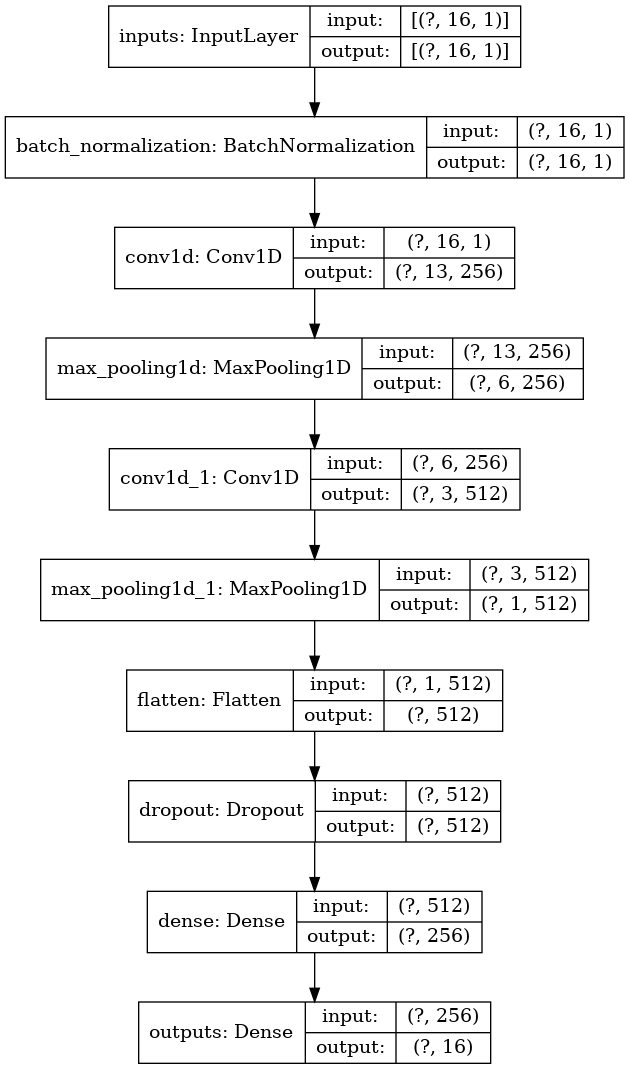 inputs: InputLayer
input: [(?, 16, 1)]
output: [(?, 16, 1)]
batch_normalization: BatchNormalization
input: (?, 16, 1)
output: (?, 16, 1)
conv1d: Conv1D
input: (?, 16, 1)
output: (?, 13, 256)
max_pooling1d: MaxPooling1D
input: (?, 13, 256)
output: (?, 6, 256)
conv1d_1: Conv1D
input: (?, 6, 256)
output: (?, 3, 512)
max_pooling1d_1: MaxPooling1D
input: (?, 3, 512)
output: (?, 1, 512)
flatten: Flatten
input: (?, 1, 512)
output: (?, 512)
dropout: Dropout
input: (?, 512)
output: (?, 512)
dense: Dense
input: (?, 512)
output: (?, 256)
outputs: Dense
input: (?, 256)
output: (?, 16)